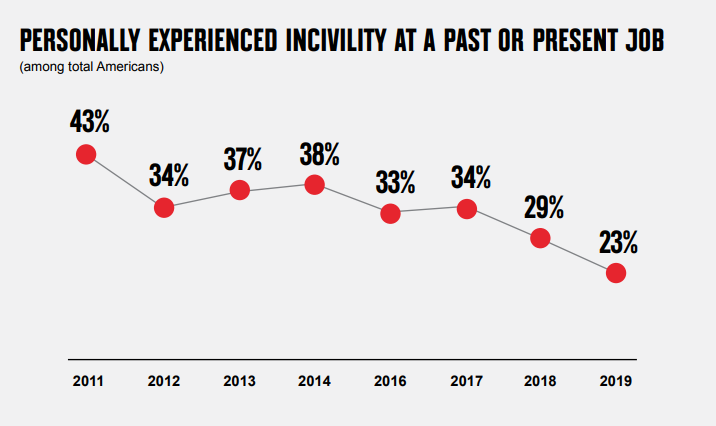 PERSONALLY EXPERIENCED INCIVILITY AT A PAST OR PRESENT JOB
(among total Americans)
43%
34%
37%
38%
33%
34%
29%
23%
2011 2012 2013 2014 2016 2017 2018 2019